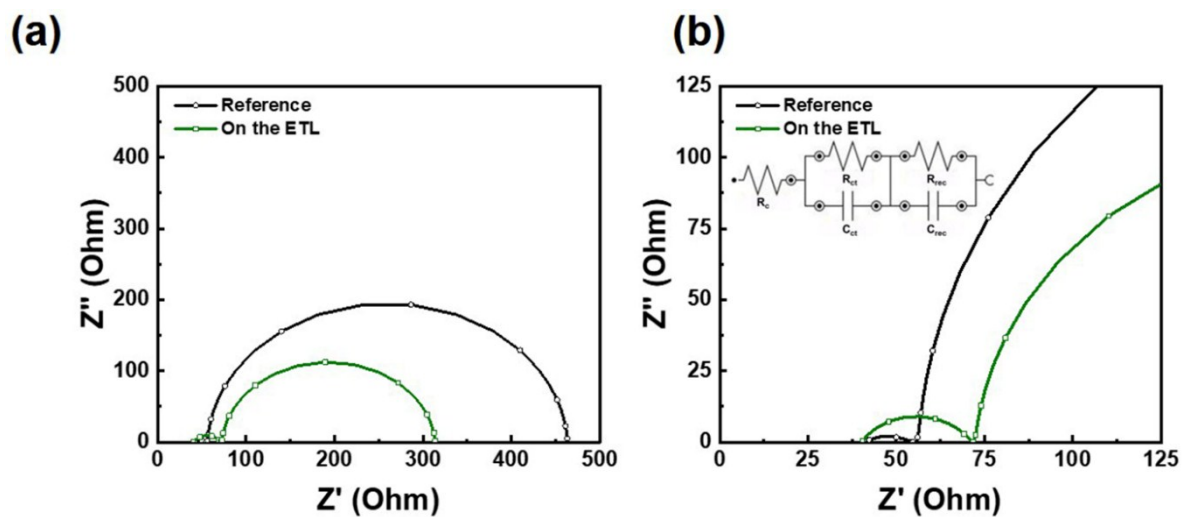 (a)
500
400
300
200
100
0
Z'' (Ohm)
Reference
On the ETL
0 100 200 300 400 500
Z' (Ohm)
(b)
125
100
75
50
25
0
Z'' (Ohm)
Reference
On the ETL
Rc
Rct
Rrec
Cct
Crec
0 25 50 75 100 125
Z' (Ohm)